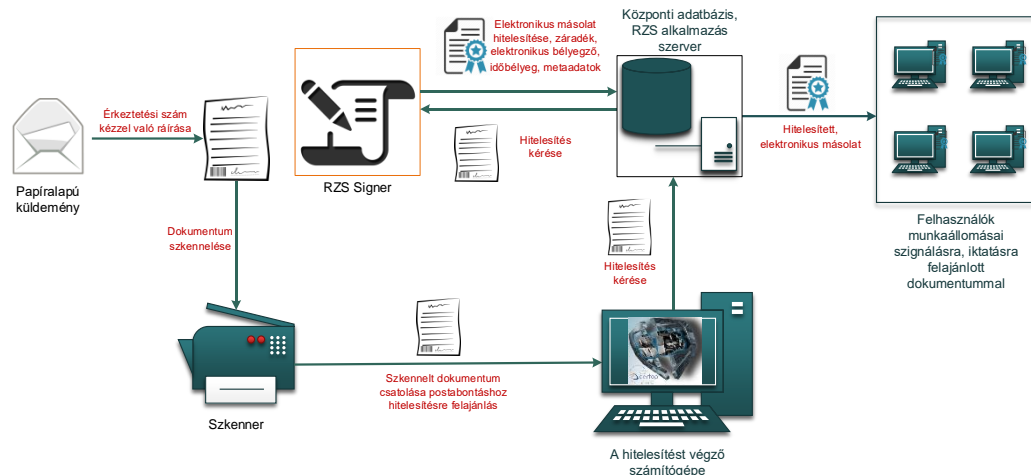 Elektronikus másolat
hitelesítése, záradék,
elektronikus bélyegző,
időbélyeg, metaadatok
Központi adatbázis,
RZS alkalmazás
szerver
Érkeztetési szám
kézzel való ráírása
Papíralapú
küldemény
RZS Signer
Hitelesítés
kérése
Hitelesített,
elektronikus másolat
Felhasználók
munkaállomásai
szignálásra, iktatásra
felajánlott
dokumentummal
Dokumentum
szkennelése
Hitelesítés
kérése
Szkenner
Szkennelt dokumentum
csatolása postabontáshoz
hitelesítésre felajánlás
A hitelesítést végző
számítógépe